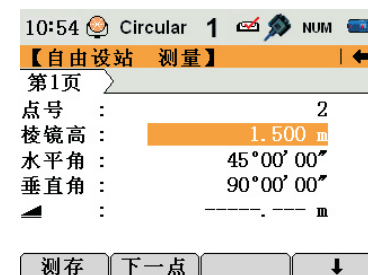 10:54 Circular 1 NUM
【自由设站 测量】
第1页
点号 : 2
棱镜高 : 1.500 m
水平角 : 45°00′00″
垂直角 : 90°00′00″
: -----.--- m
测存 下一点